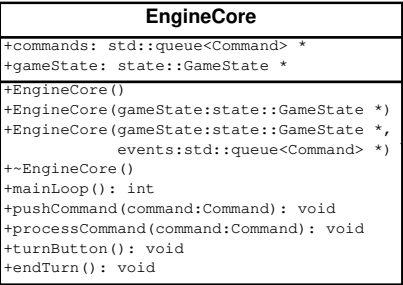 EngineCore
+commands: std::queue<Command> *
+gameState: state::GameState *
+EngineCore()
+EngineCore(gameState:state::GameState *)
+EngineCore(gameState:state::GameState *,
events:std::queue<Command> *)
+~EngineCore()
+mainLoop(): int
+pushCommand(command:Command): void
+processCommand(command:Command): void
+turnButton(): void
+endTurn(): void